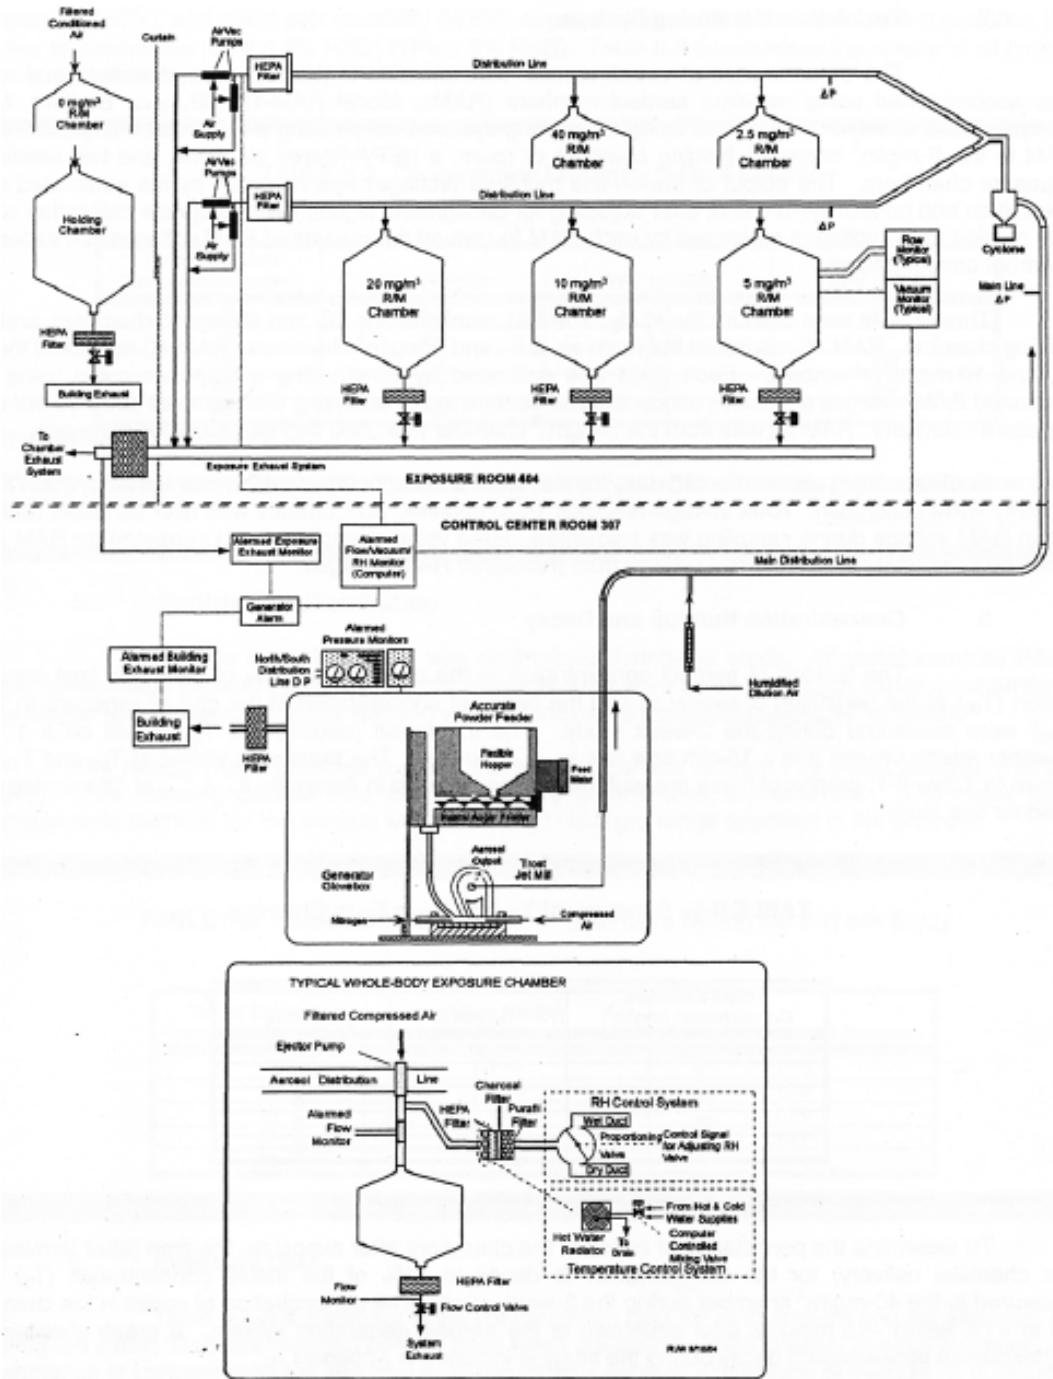 Filtered
Conditioned
Air
Curtain
0 mg/m³
R/M
Chamber
Holding
Chamber
HEPA
Filter
Building Exhaust
AirVac
Pumps
HEPA
Filter
Air
Supply
AirVac
Pumps
HEPA
Filter
Air
Supply
Distribution Line
ΔP
40 mg/m³
R/M
Chamber
2.5 mg/m³
R/M
Chamber
Distribution Line
ΔP
Cyclone
Main Line
ΔP
20 mg/m³
R/M
Chamber
10 mg/m³
R/M
Chamber
5 mg/m³
R/M
Chamber
Flow
Monitor
(Typical)
Vacuum
Monitor
(Typical)
HEPA
Filter
HEPA
Filter
HEPA
Filter
To
Chamber
Exhaust
System
Exposure Exhaust System
EXPOSURE ROOM 404
CONTROL CENTER ROOM 307
Alarmed Exposure
Exhaust Monitor
Alarmed
Flow/Vacuum/
RH Monitor
(Computer)
Main Distribution Line
Generator
Alarm
Alarmed Building
Exhaust Monitor
Alarmed
Pressure Monitors
North/South
Distribution
Line D P
Humidified
Dilution Air
Building
Exhaust
HEPA
Filter
Accurate
Powder Feeder
Flexible
Hopper
Feed
Motor
Generator
Glovebox
Aerosol
Output
Trost
Jet Mill
Nitrogen
Compressed
Air
TYPICAL WHOLE-BODY EXPOSURE CHAMBER
Filtered Compressed Air
Ejector Pump
Aerosol Distribution Line
Alarmed
Flow
Monitor
HEPA
Filter
Charcoal
Filter
Purafil
Filter
RH Control System
Wet Duct
Proportioning
Valve
Control Signal
for Adjusting RH
Valve
Dry Duct
From Hot & Cold
Water Supplies
Hot Water
Radiator
To
Drain
Computer
Controlled
Mixing Valve
Temperature Control System
HEPA Filter
Flow
Monitor
Flow Control Valve
System
Exhaust